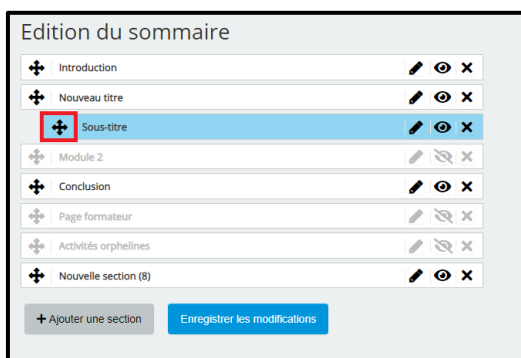 Edition du sommaire
Introduction
Nouveau titre
Sous-titre
Module 2
Conclusion
Page formateur
Activités orphelines
Nouvelle section (8)
+ Ajouter une section
Enregistrer les modifications